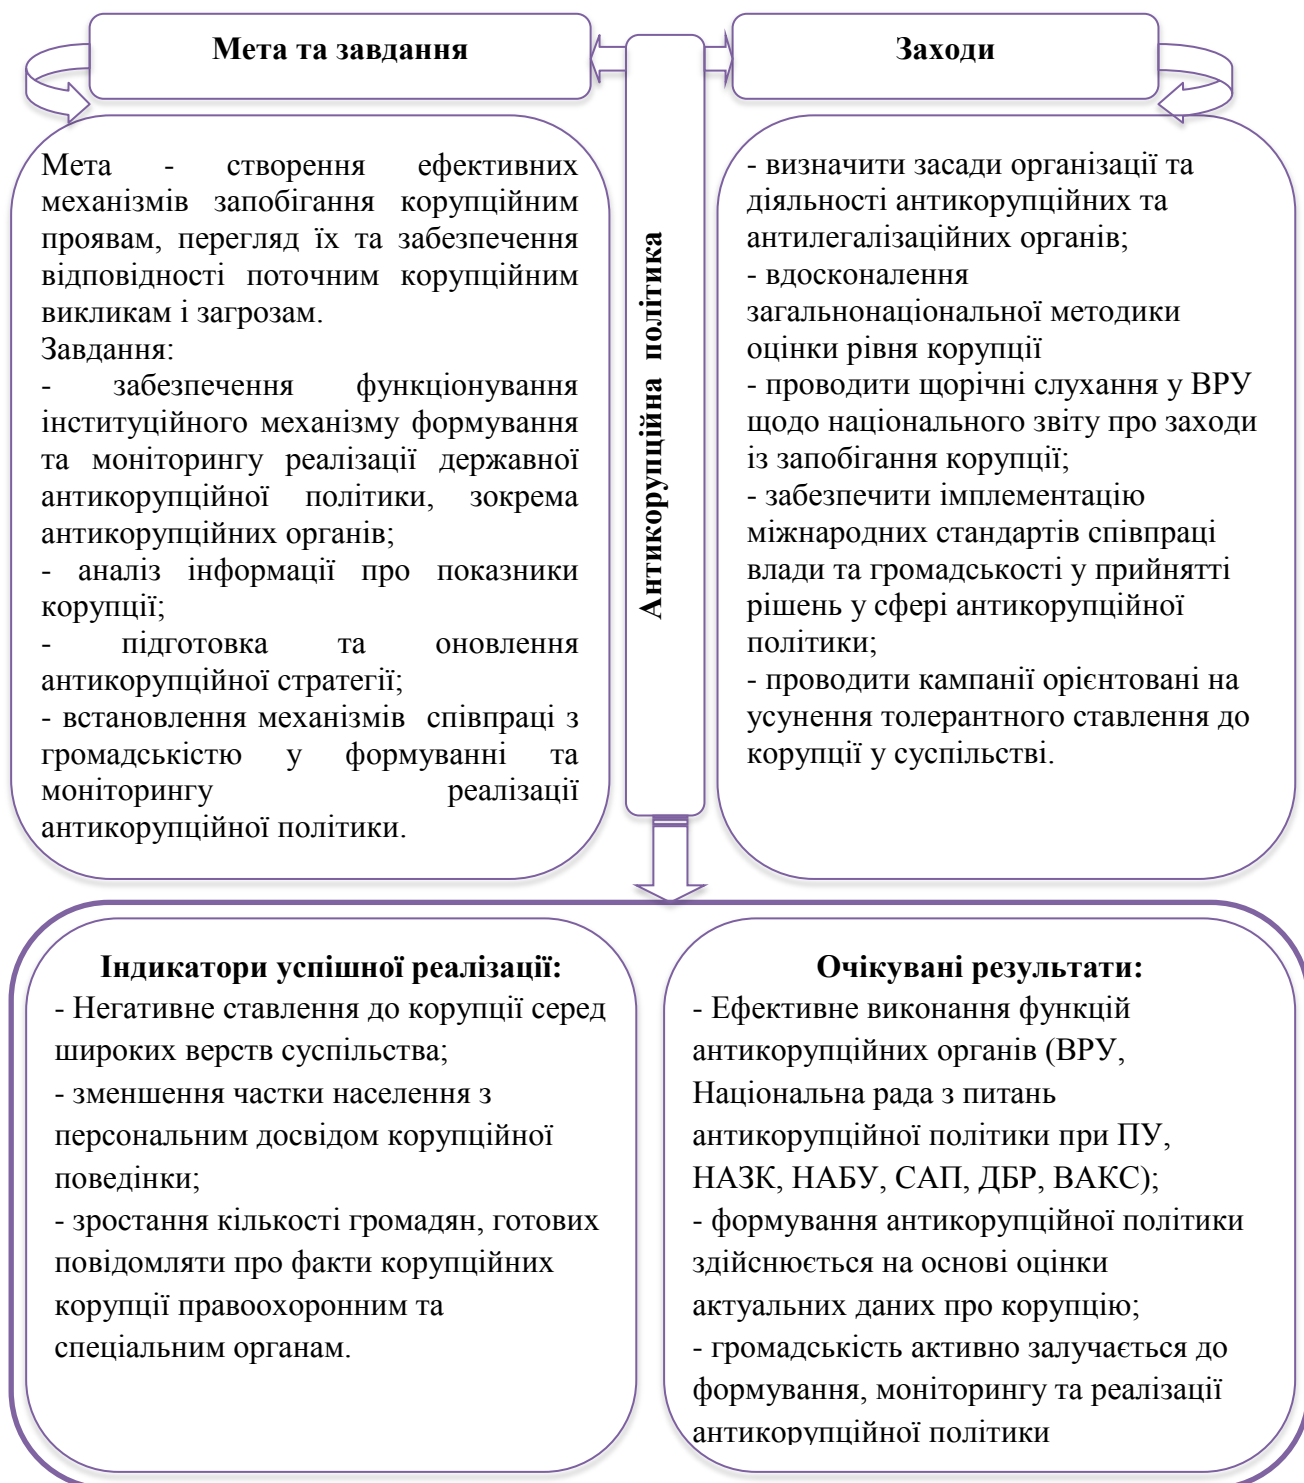 Мета та завдання
Мета - створення ефективних
механізмів запобігання корупційним
проявам, перегляд їх та забезпечення
відповідності поточним корупційним
викликам і загрозам.
Завдання:
- забезпечення функціонування
інституційного механізму формування
та моніторингу реалізації державної
антикорупційної політики, зокрема
антикорупційних органів;
- аналіз інформації про показники
корупції;
- підготовка та оновлення
антикорупційної стратегії;
- встановлення механізмів співпраці з
громадськістю у формуванні та
моніторингу реалізації
антикорупційної політики.
Антикорупційна політика
Заходи
- визначити засади організації та
діяльності антикорупційних та
антилегалізаційних органів;
- вдосконалення
загальнонаціональної методики
оцінки рівня корупції
- проводити щорічні слухання у ВРУ
щодо національного звіту про заходи
із запобігання корупції;
- забезпечити імплементацію
міжнародних стандартів співпраці
влади та громадськості у прийнятті
рішень у сфері антикорупційної
політики;
- проводити кампанії орієнтовані на
усунення толерантного ставлення до
корупції у суспільстві.
Індикатори успішної реалізації:
- Негативне ставлення до корупції серед
широких верств суспільства;
- зменшення частки населення з
персональним досвідом корупційної
поведінки;
- зростання кількості громадян, готових
повідомляти про факти корупційних
корупції правоохоронним та
спеціальним органам.
Очікувані результати:
- Ефективне виконання функцій
антикорупційних органів (ВРУ,
Національна рада з питань
антикорупційної політики при ПУ,
НАЗК, НАБУ, САП, ДБР, ВАКС);
- формування антикорупційної політики
здійснюється на основі оцінки
актуальних даних про корупцію;
- громадськість активно залучається до
формування, моніторингу та реалізації
антикорупційної політики